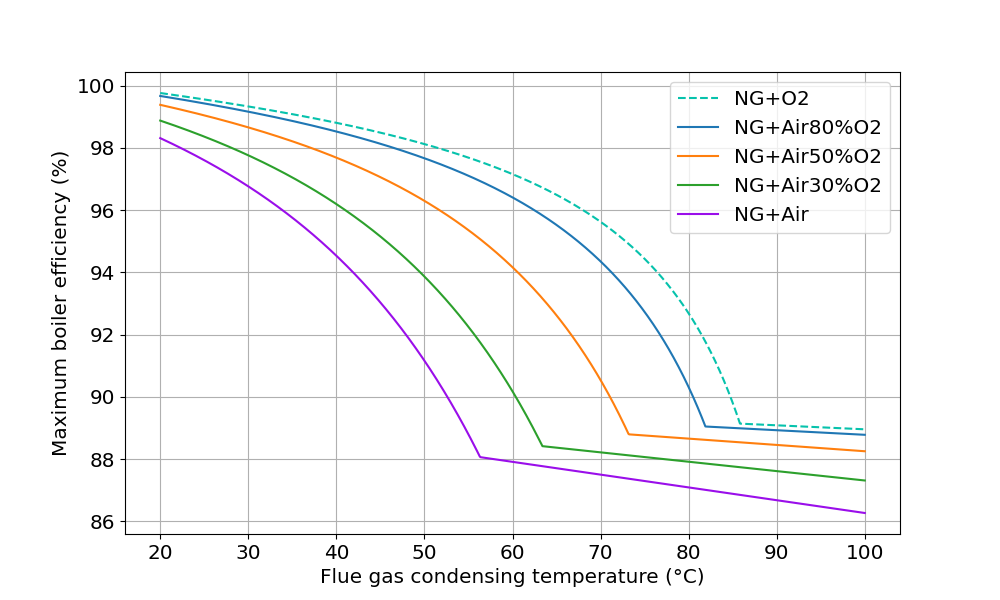 100
98
96
94
92
90
88
86
Maximum boiler efficiency (%)
NG+O2
NG+Air80%O2
NG+Air50%O2
NG+Air30%O2
NG+Air
20 30 40 50 60 70 80 90 100
Flue gas condensing temperature (°C)